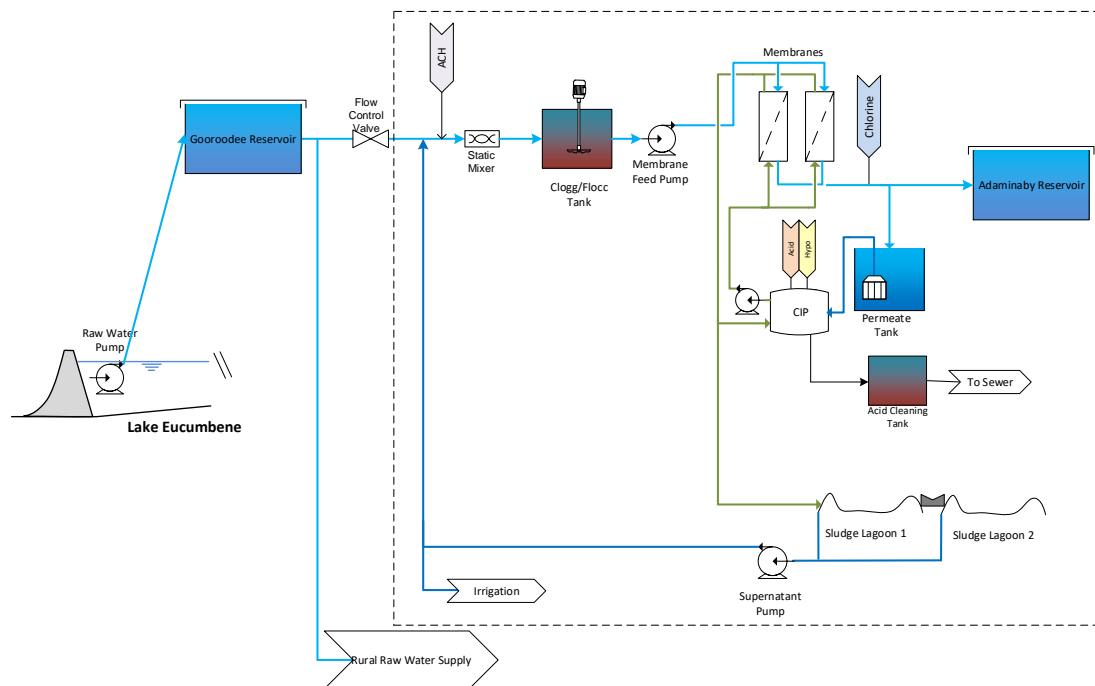 ACH
Membranes
Flow
Control
Valve
Gooroodee Reservoir
Chlorine
Static
Mixer
Membrane
Feed Pump
Clogg/Flocc
Tank
Adaminaby Reservoir
Acid
Hypo
CIP
Permeate
Tank
Raw Water
Pump
To Sewer
Acid Cleaning
Tank
Lake Eucumbene
Sludge Lagoon 1
Sludge Lagoon 2
Irrigation
Supernatant
Pump
Rural Raw Water Supply